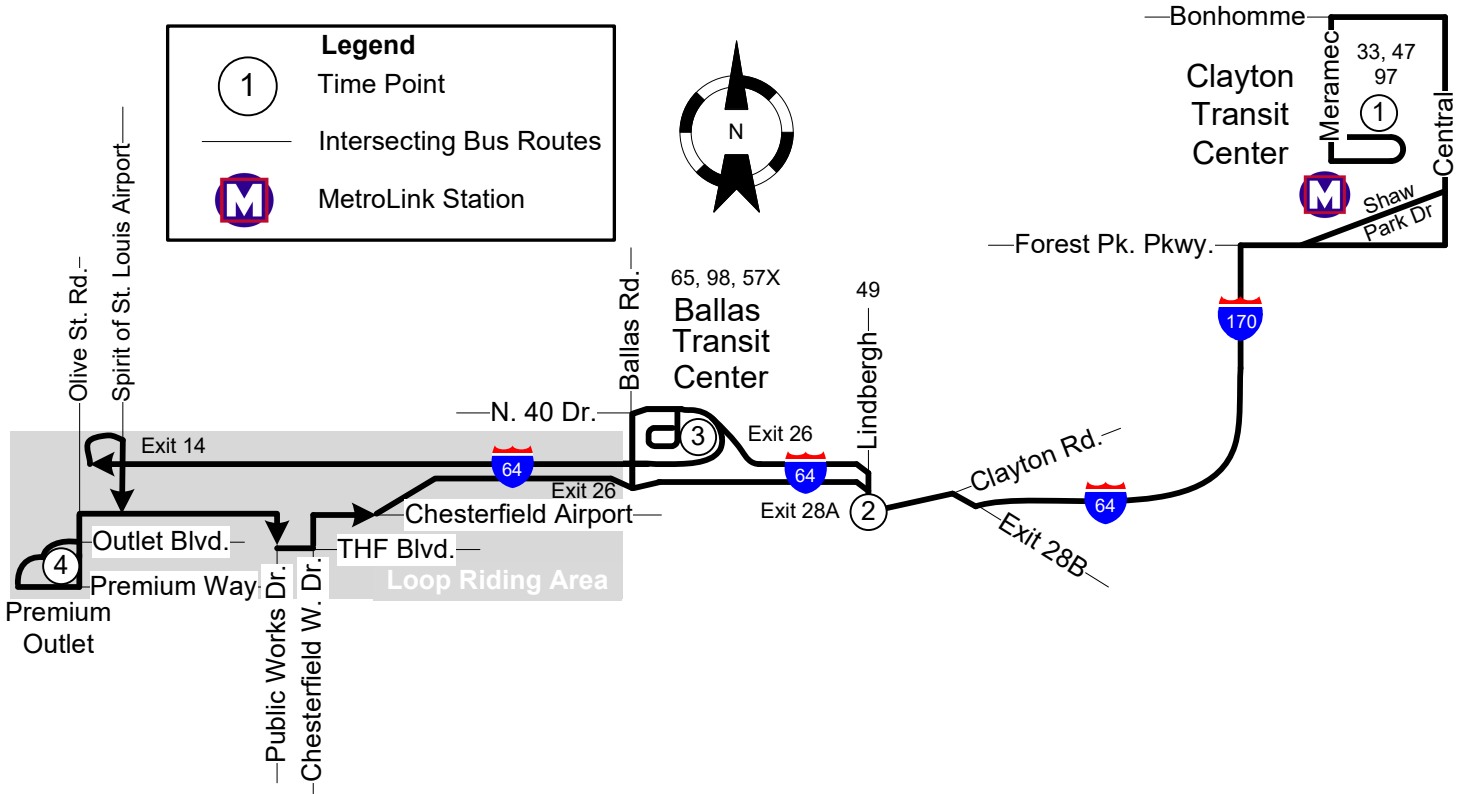 Legend
1
Time Point
Intersecting Bus Routes
M
MetroLink Station
N
Bonhomme
Meramec
33, 47
97
Clayton
Transit
Center
1
Central
M
Shaw
Park Dr
Forest Pk. Pkwy.
170
Olive St. Rd.
Spirit of St. Louis Airport
Ballas Rd.
65, 98, 57X
Ballas
Transit
Center
49
Lindbergh
N. 40 Dr.
3
Exit 26
Exit 14
64
64
Exit 26
Exit 28A
2
Clayton Rd.
64
Exit 28B
Chesterfield Airport
Outlet Blvd.
THF Blvd.
4
Premium Way
Loop Riding Area
Premium
Outlet
Public Works Dr.
Chesterfield W. Dr.